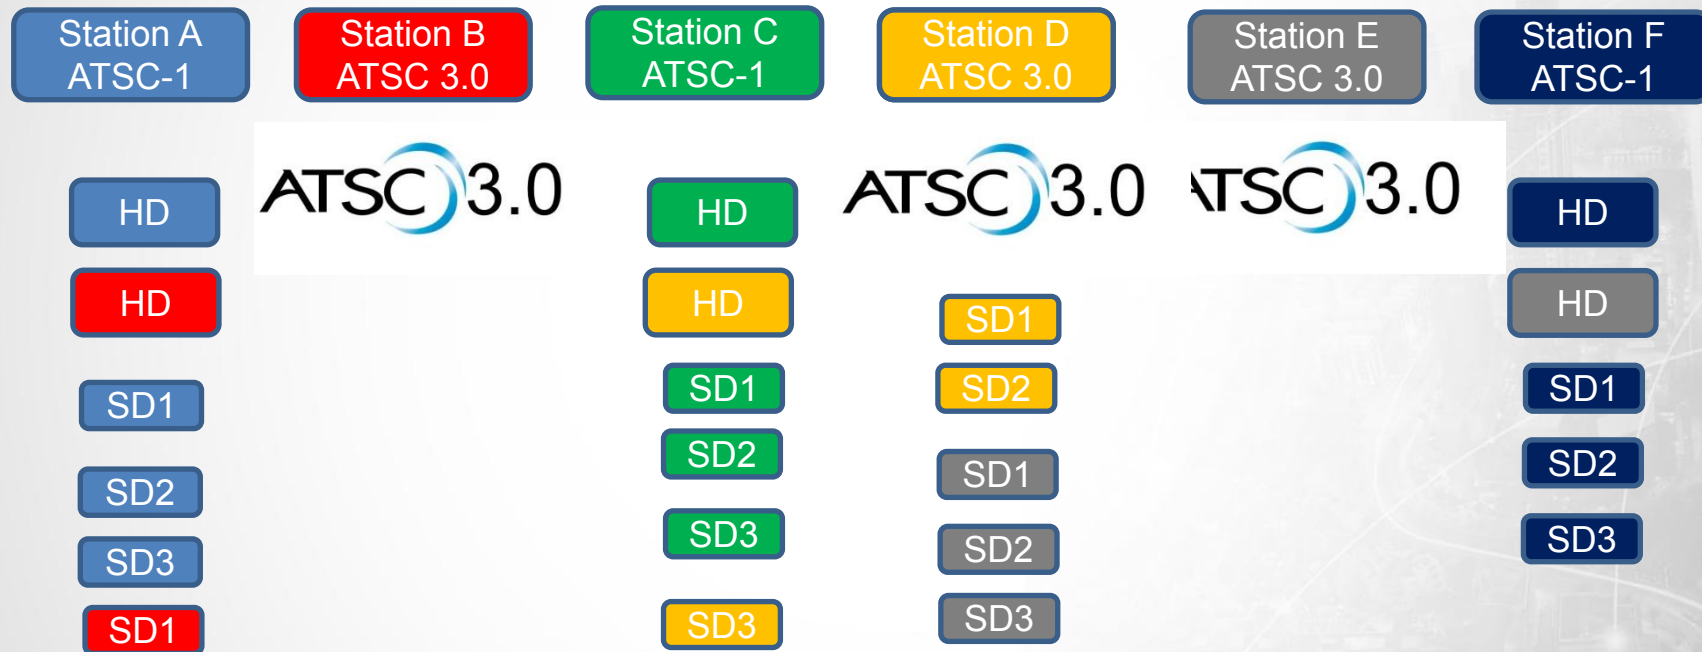 Station A
ATSC-1
Station B
ATSC 3.0
Station C
ATSC-1
Station D
ATSC 3.0
Station E
ATSC 3.0
Station F
ATSC-1
HD
HD
SD1
SD2
SD3
SD1
ATSC 3.0
HD
HD
SD1
SD2
SD3
SD3
ATSC 3.0
SD1
SD2
SD1
SD2
SD3
ATSC 3.0
HD
HD
SD1
SD2
SD3